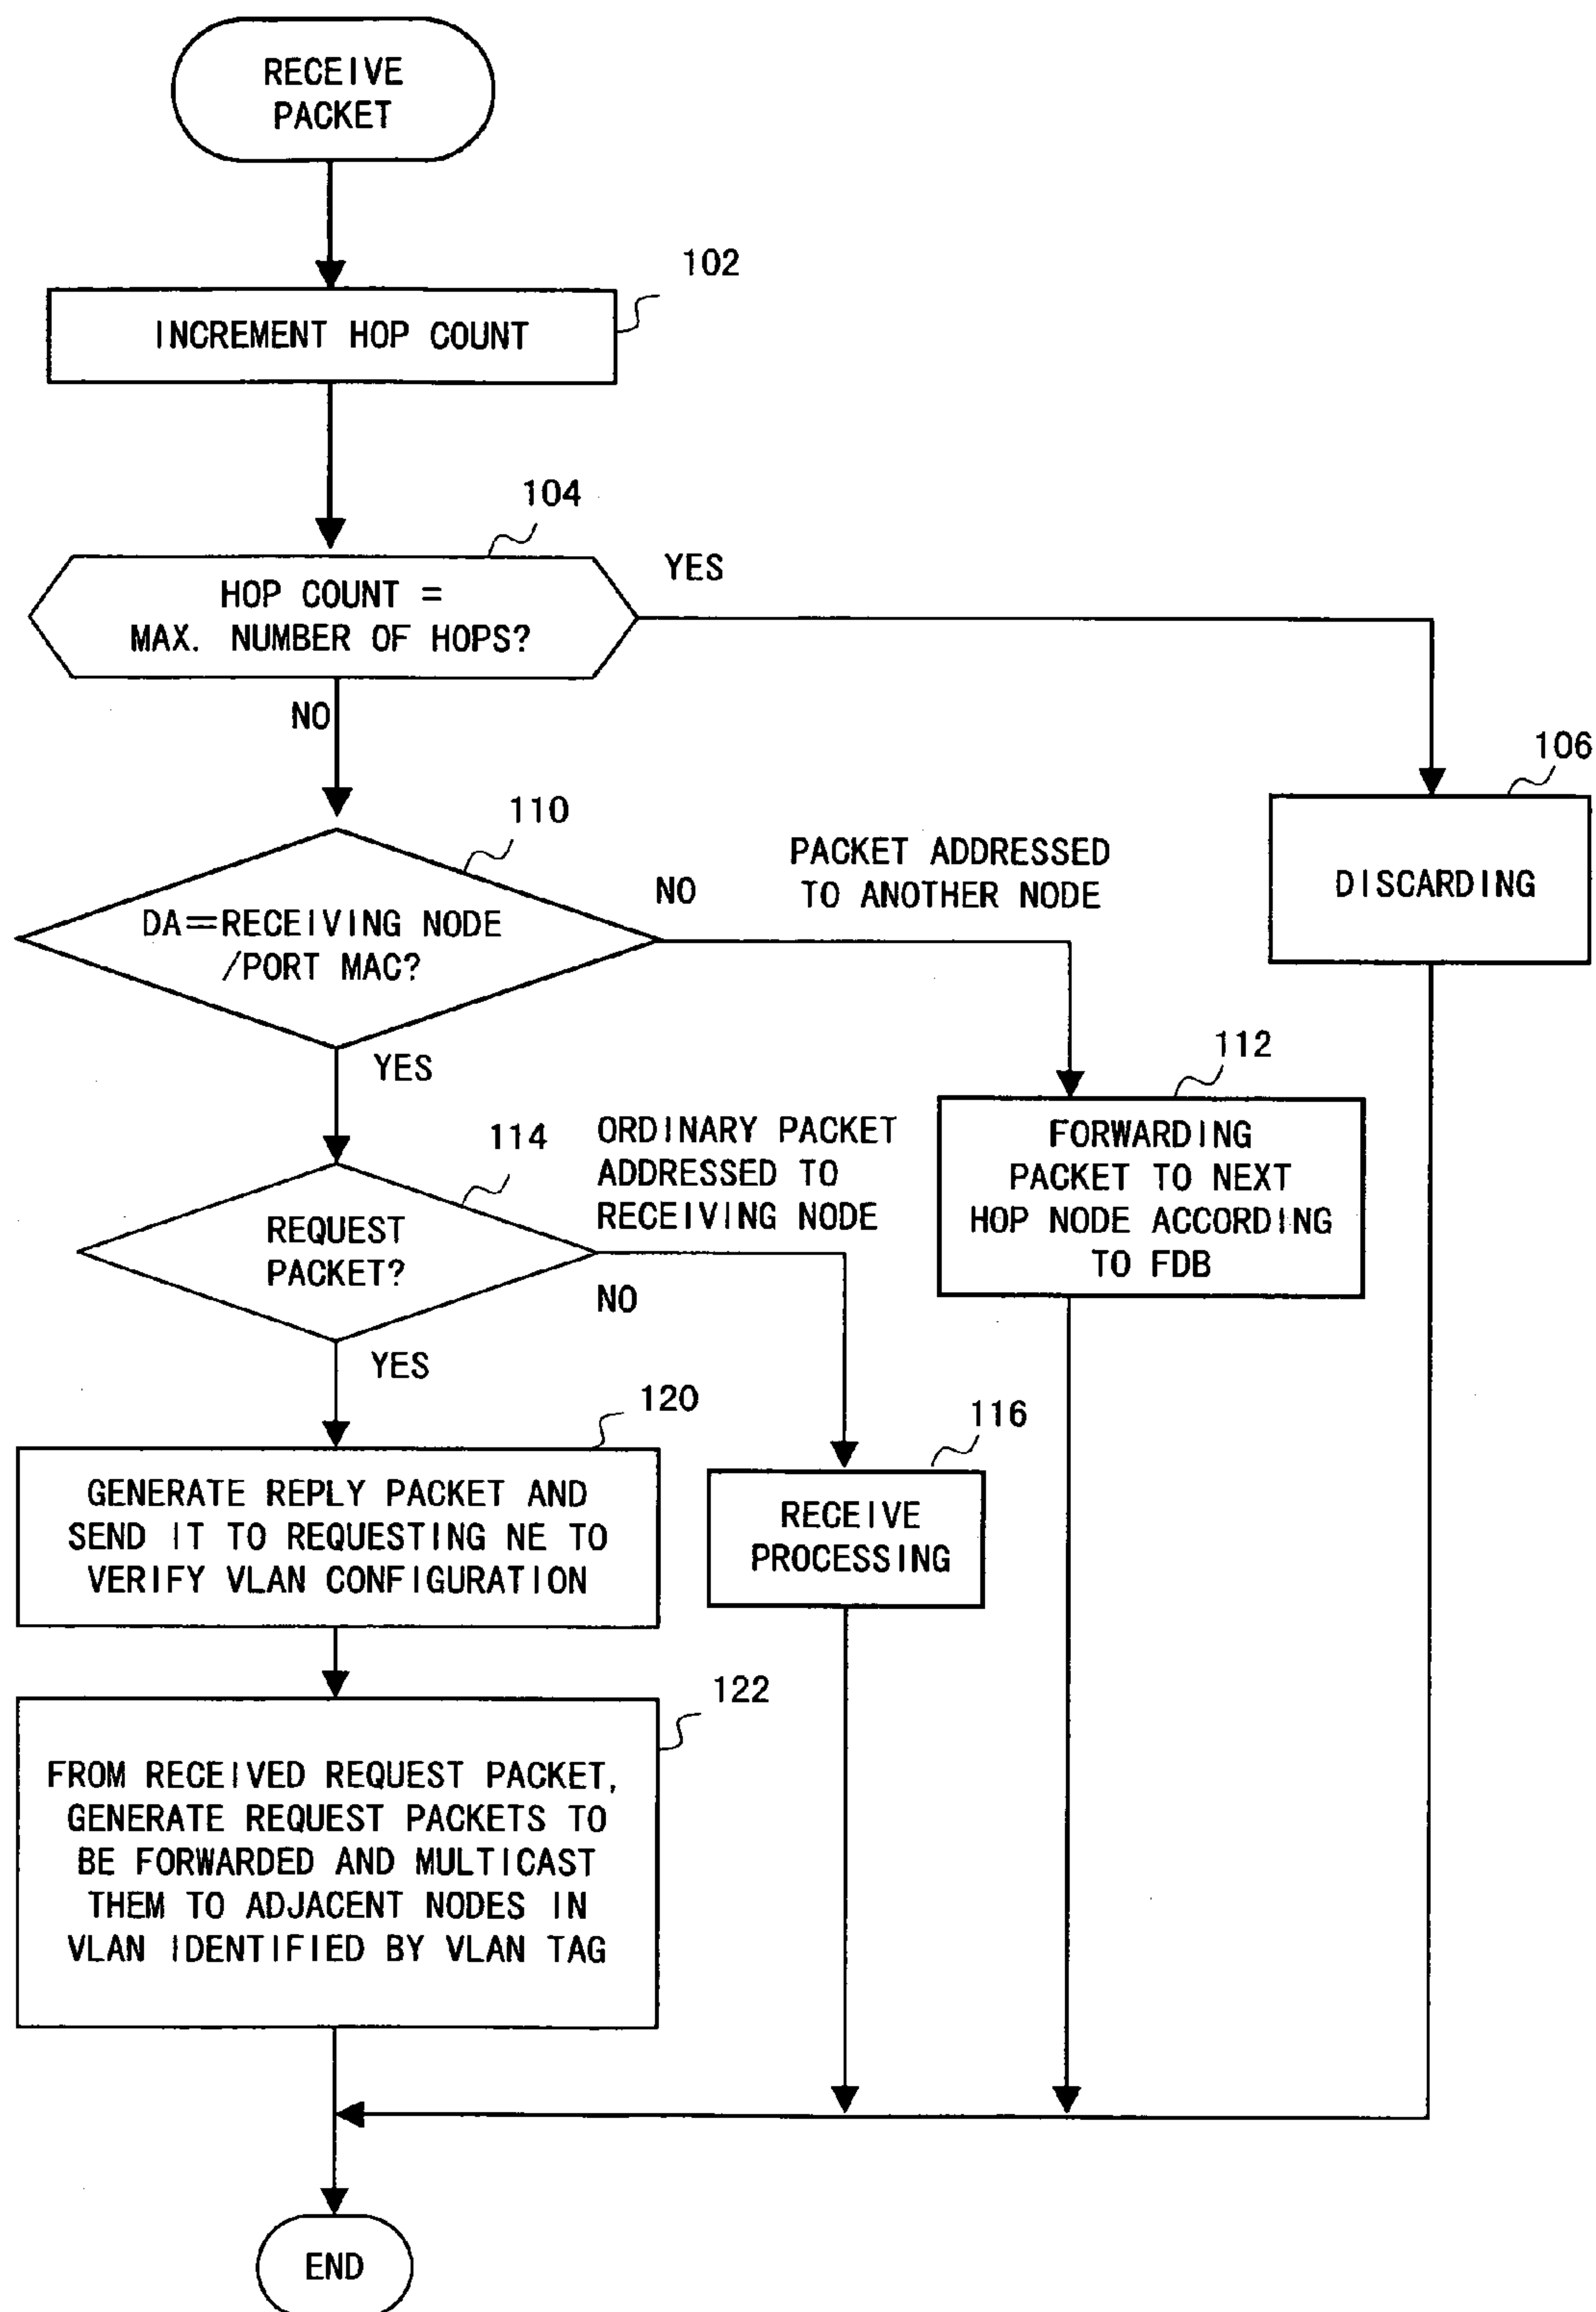 RECEIVE
PACKET
102
INCREMENT HOP COUNT
104
HOP COUNT =
MAX. NUMBER OF HOPS?
YES
NO
106
DISCARDING
110
DA=RECEIVING NODE
/PORT MAC?
NO
PACKET ADDRESSED
TO ANOTHER NODE
YES
112
FORWARDING
PACKET TO NEXT
HOP NODE ACCORDING
TO FDB
114
REQUEST
PACKET?
ORDINARY PACKET
ADDRESSED TO
RECEIVING NODE
NO
YES
116
RECEIVE
PROCESSING
120
GENERATE REPLY PACKET AND
SEND IT TO REQUESTING NE TO
VERIFY VLAN CONFIGURATION
122
FROM RECEIVED REQUEST PACKET,
GENERATE REQUEST PACKETS TO
BE FORWARDED AND MULTICAST
THEM TO ADJACENT NODES IN
VLAN IDENTIFIED BY VLAN TAG
END